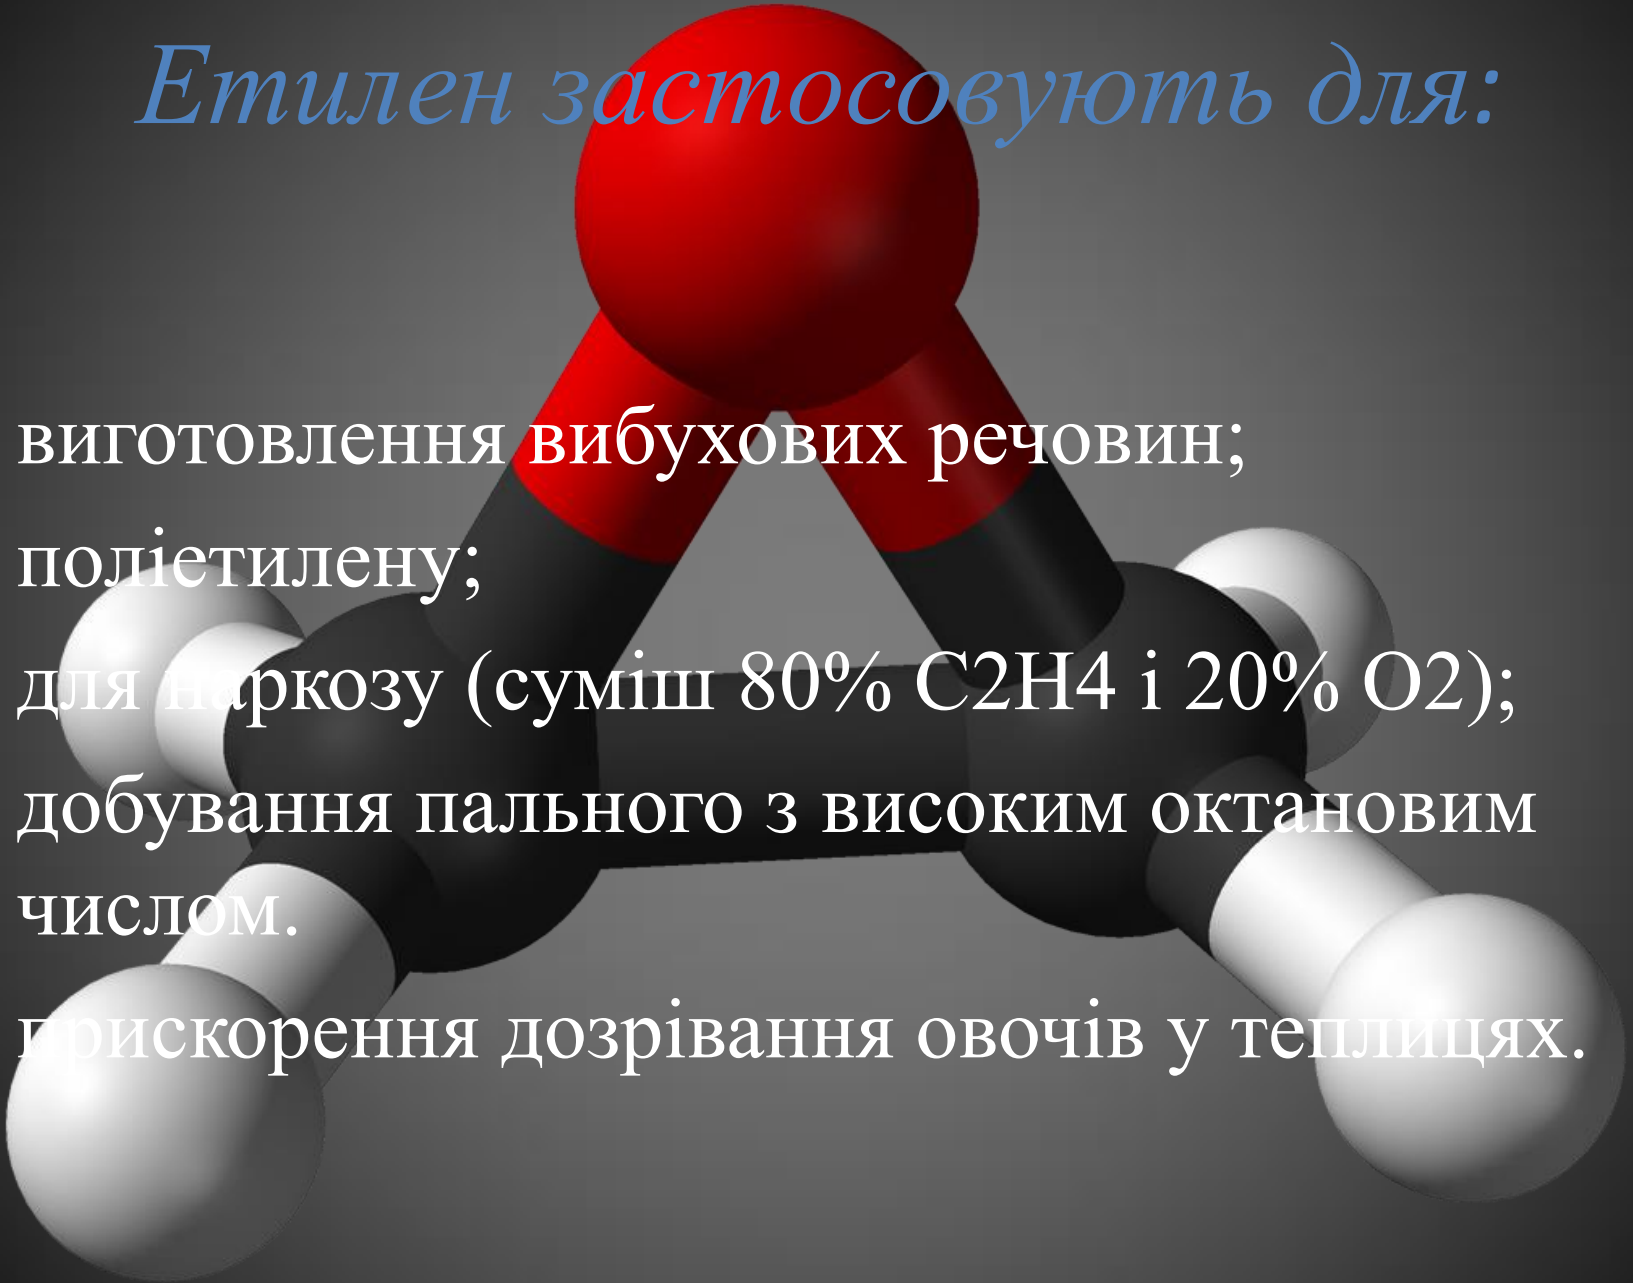 Етилен застосовують для:
виготовлення вибухових речовин;
поліетилену;
для наркозу (суміш 80% C2H4 і 20% O2);
добування пального з високим октановим
числом.
прискорення дозрівання овочів у теплицях.